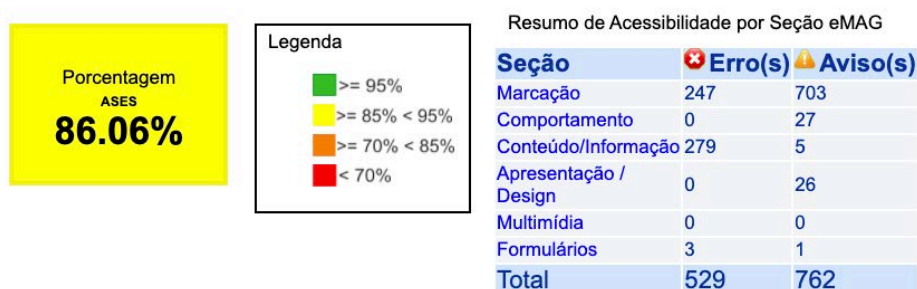 Porcentagem
ASES
86.06%
Legenda
>= 95%
>= 85% < 95%
>= 70% < 85%
< 70%
Resumo de Acessibilidade por Seção eMAG
Seção Erro(s) Aviso(s)
Marcação 247 703
Comportamento 0 27
Conteúdo/Informação 279 5
Apresentação /
Design 0 26
Multimídia 0 0
Formulários 3 1
Total 529 762